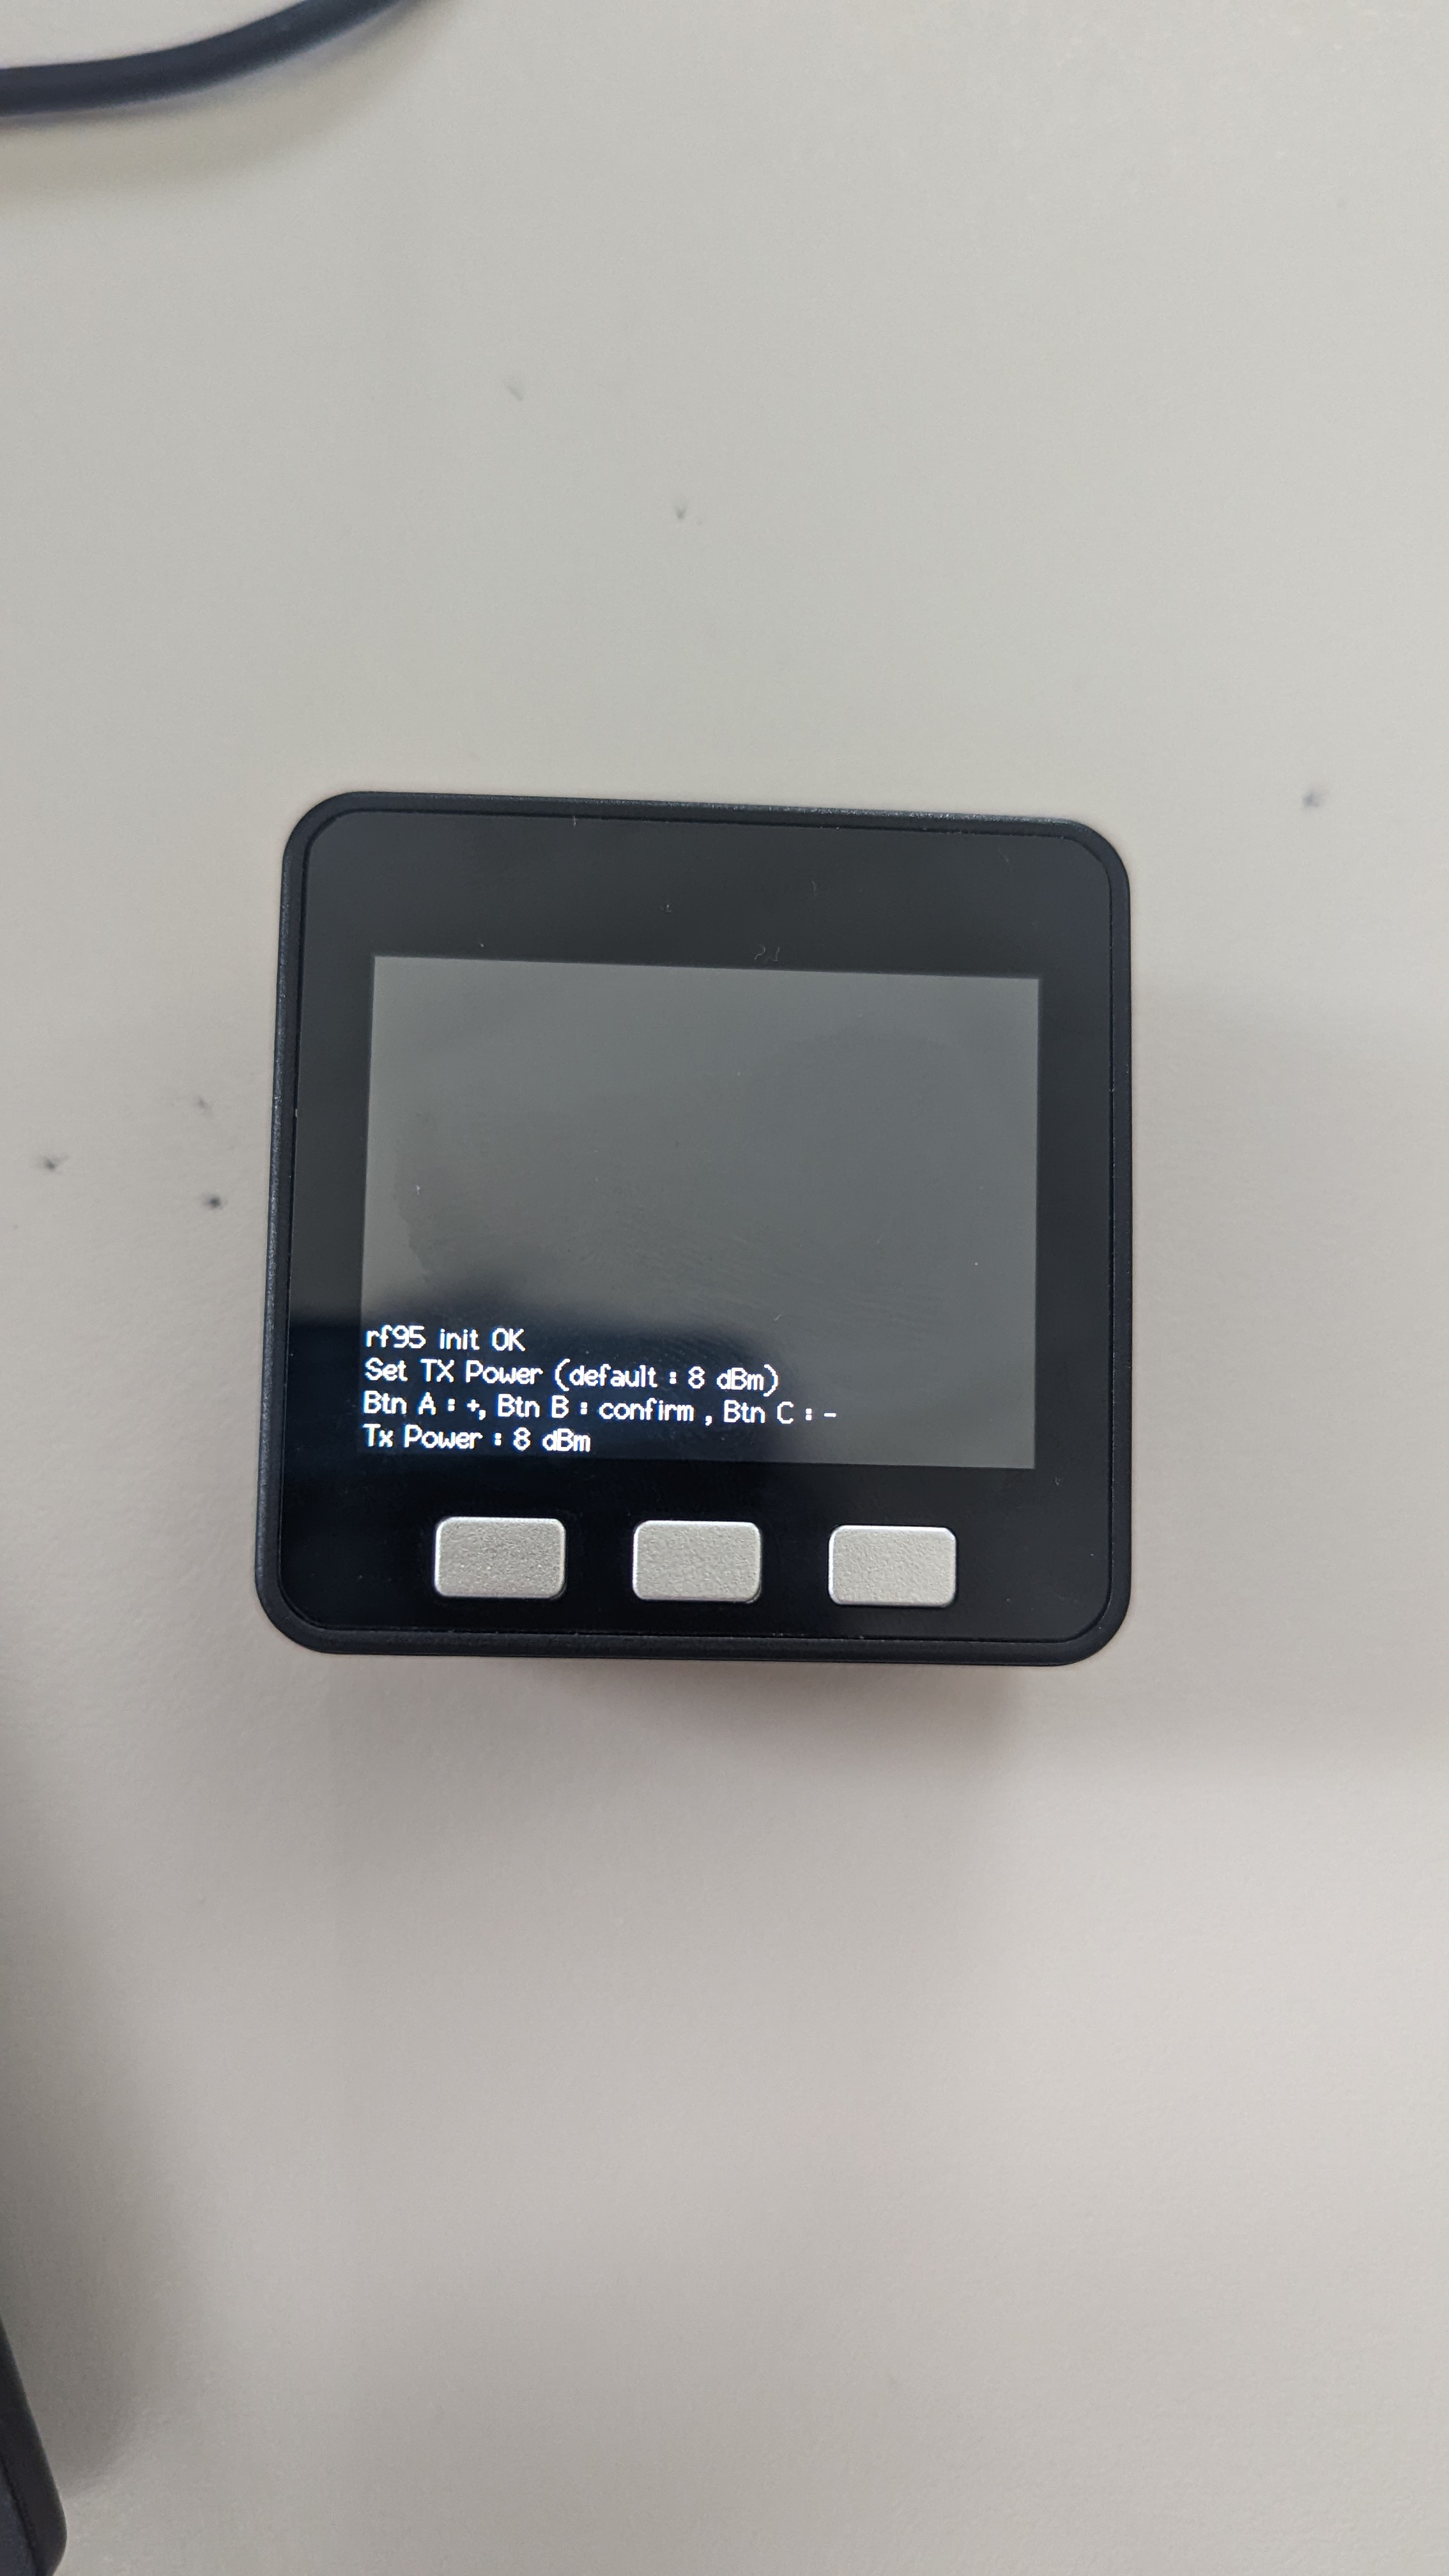 rf95 init OK
Set TX Power (default : 8 dBm)
Btn A : +, Btn B : confirm , Btn C : -
Tx Power : 8 dBm